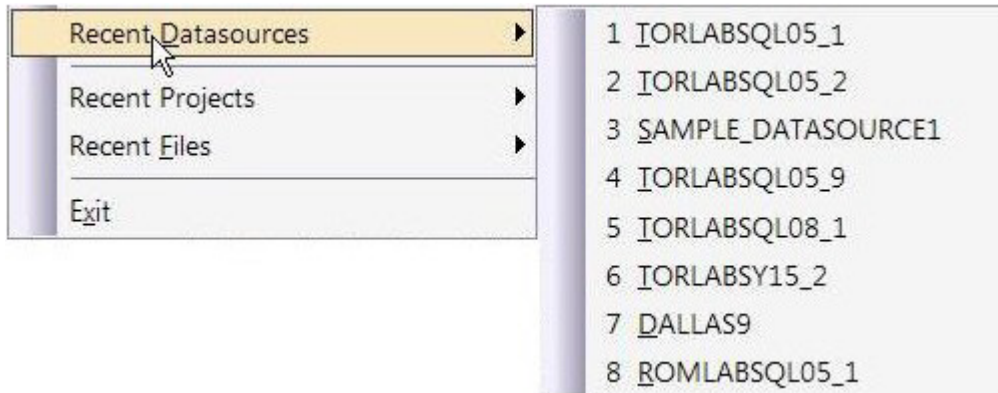 Recent Datasources
Recent Projects
Recent Files
Exit
1 TORLABSQL05_1
2 TORLABSQL05_2
3 SAMPLE_DATASOURCE1
4 TORLABSQL05_9
5 TORLABSQL08_1
6 TORLABSY15_2
7 DALLAS9
8 ROMLABSQL05_1